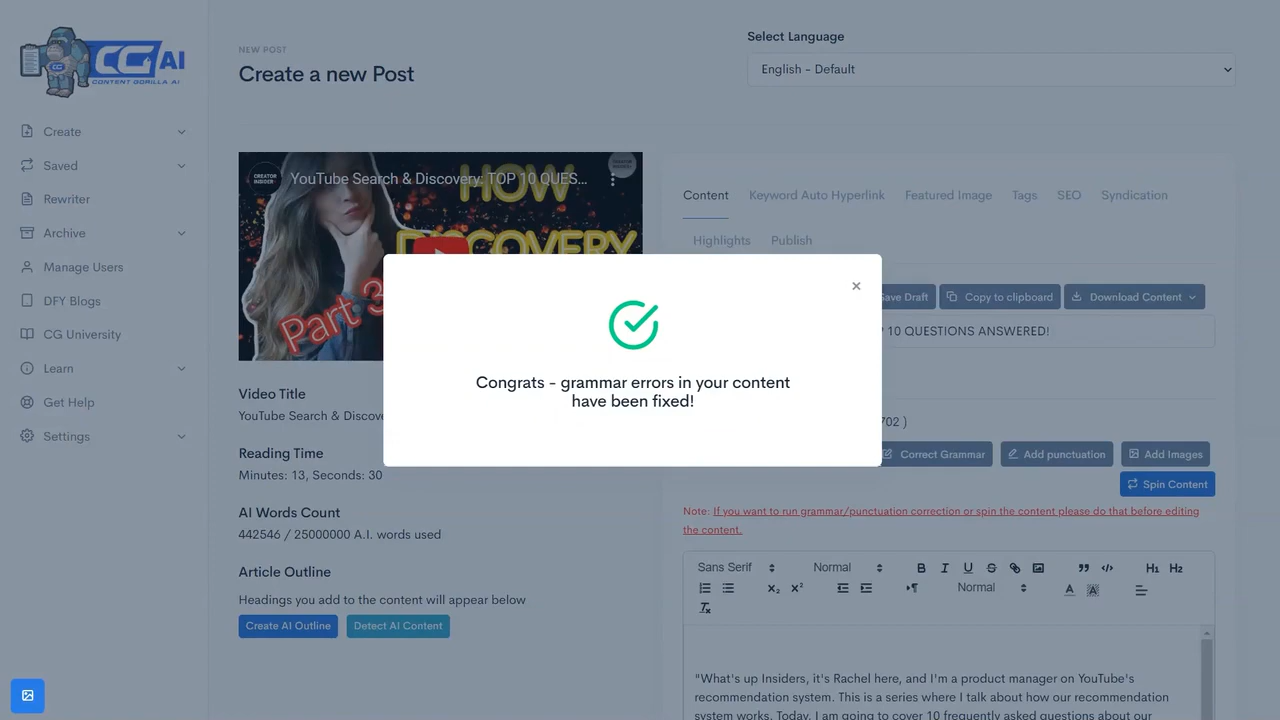 CG AI
CONTENT GORILLA AI
Create
Saved
Rewriter
Archive
Manage Users
DFY Blogs
CG University
Learn
Get Help
Settings
NEW POST
Create a new Post
Select Language
English - Default
CREATOR INSIDER
YouTube Search & Discovery: TOP 10 QUES...
CREATOR INSIDER
HOW
DISCOVERY
Part 3
Video Title
YouTube Search & Discove
Reading Time
Minutes: 13, Seconds: 30
AI Words Count
442546 / 25000000 A.I. words used
Article Outline
Headings you add to the content will appear below
Create AI Outline
Detect AI Content
Content
Keyword Auto Hyperlink
Featured Image
Tags
SEO
Syndication
Highlights
Publish
Save Draft
Copy to clipboard
Download Content
10 QUESTIONS ANSWERED!
×
Congrats - grammar errors in your content
have been fixed!
702 )
Correct Grammar
Add punctuation
Add Images
Spin Content
Note: If you want to run grammar/punctuation correction or spin the content please do that before editing
the content.
Sans Serif
Normal
B I U S
H1 H2
X2 X2
Normal
A A
"What's up Insiders, it's Rachel here, and I'm a product manager on YouTube's
recommendation system. This is a series where I talk about how our recommendation
system works. Today, I am going to cover 10 frequently asked questions about our